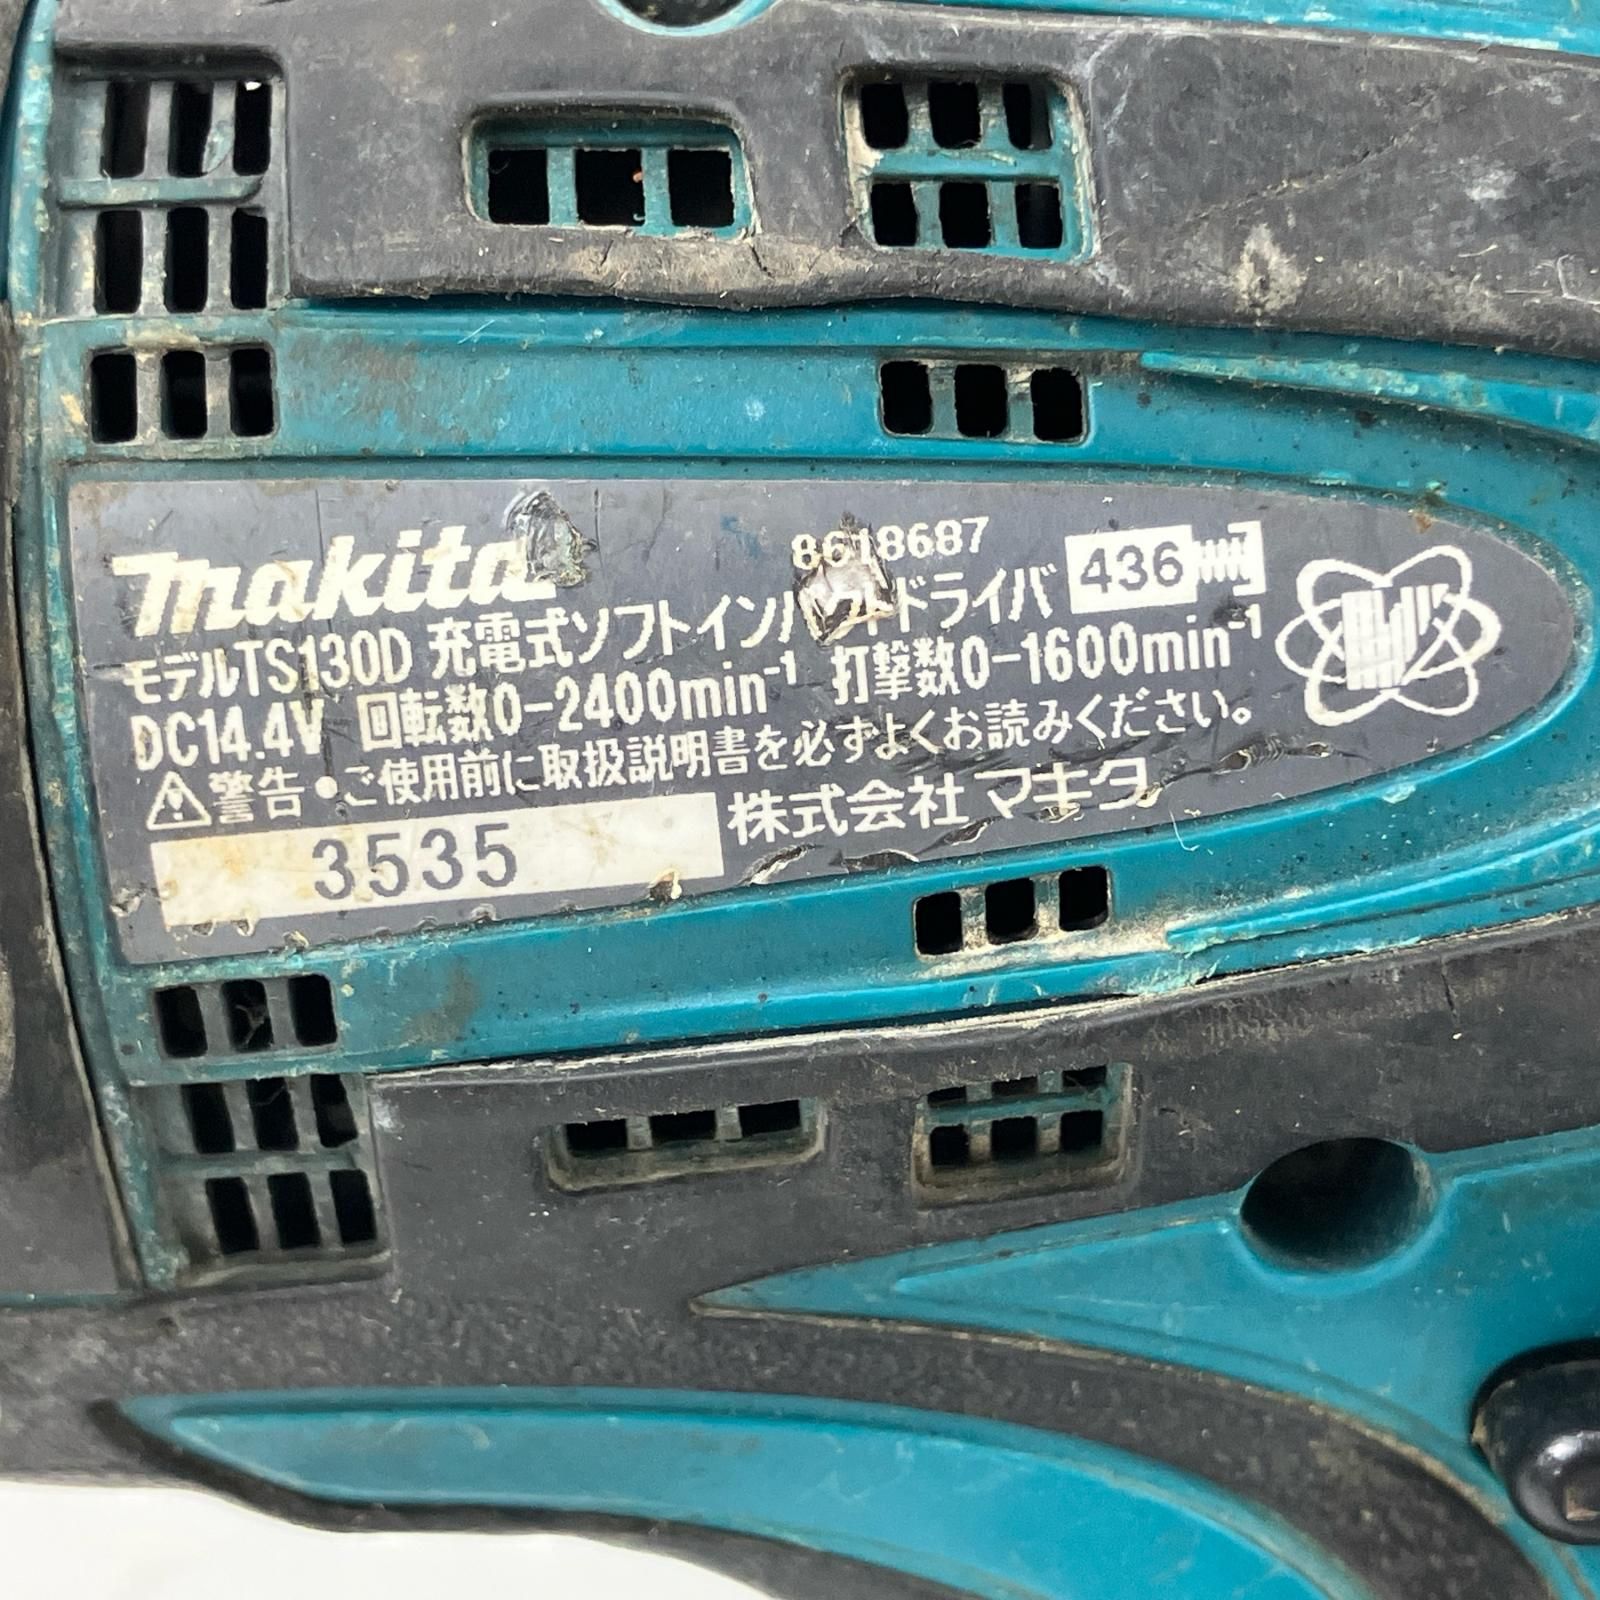 makita 8618687
モデルTS130D 充電式ソフトインパクトドライバ 436
DC14.4V 回転数0-2400min⁻¹ 打撃数0-1600min⁻¹
警告・ご使用前に取扱説明書を必ずよくお読みください。
3535 株式会社マキタ